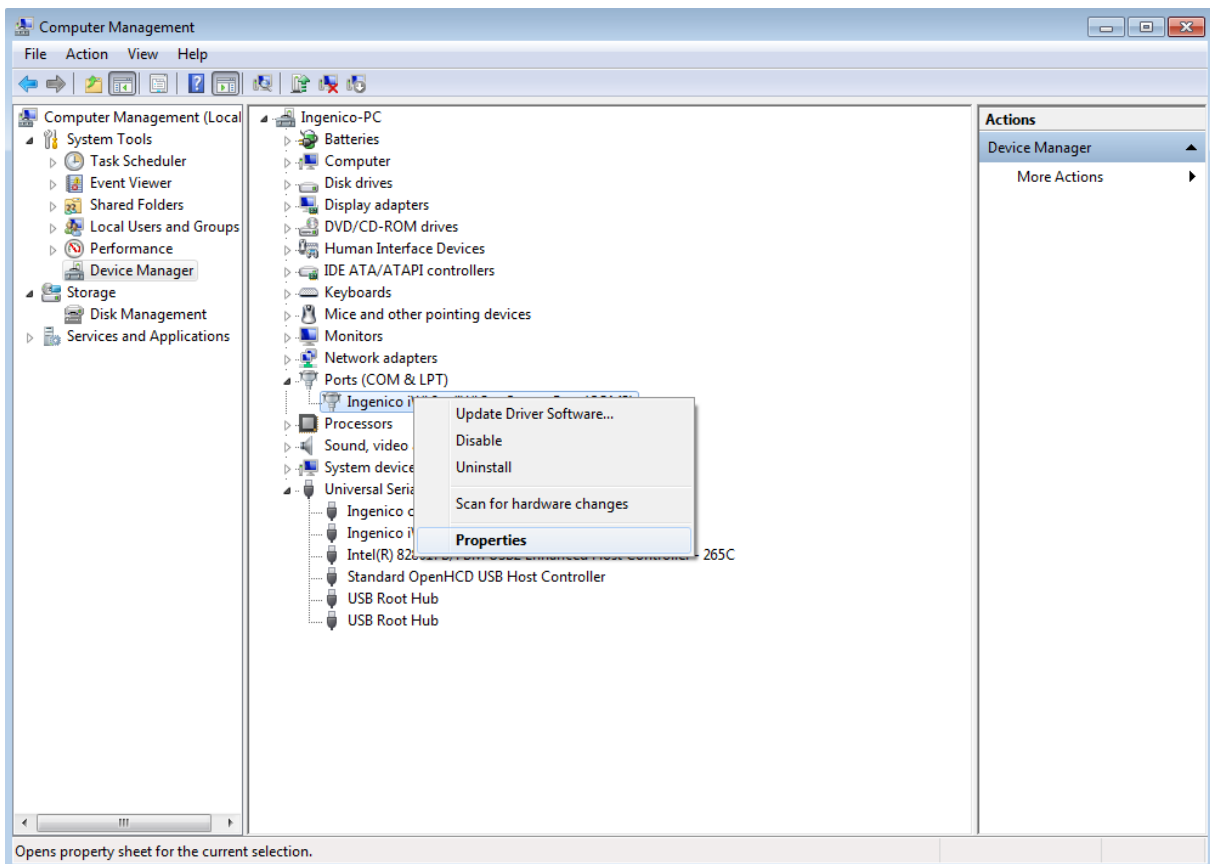 Computer Management
File Action View Help
Computer Management (Local
System Tools
Task Scheduler
Event Viewer
Shared Folders
Local Users and Groups
Performance
Device Manager
Storage
Disk Management
Services and Applications
Ingenico-PC
Batteries
Computer
Disk drives
Display adapters
DVD/CD-ROM drives
Human Interface Devices
IDE ATA/ATAPI controllers
Keyboards
Mice and other pointing devices
Monitors
Network adapters
Ports (COM & LPT)
Ingenico
Processors
Sound, video
System device
Universal Seria
Ingenico c
Ingenico
Intel(R) Host Controller - 265C
Standard OpenHCD USB Host Controller
USB Root Hub
USB Root Hub
Update Driver Software...
Disable
Uninstall
Scan for hardware changes
Properties
Actions
Device Manager
More Actions
Opens property sheet for the current selection.